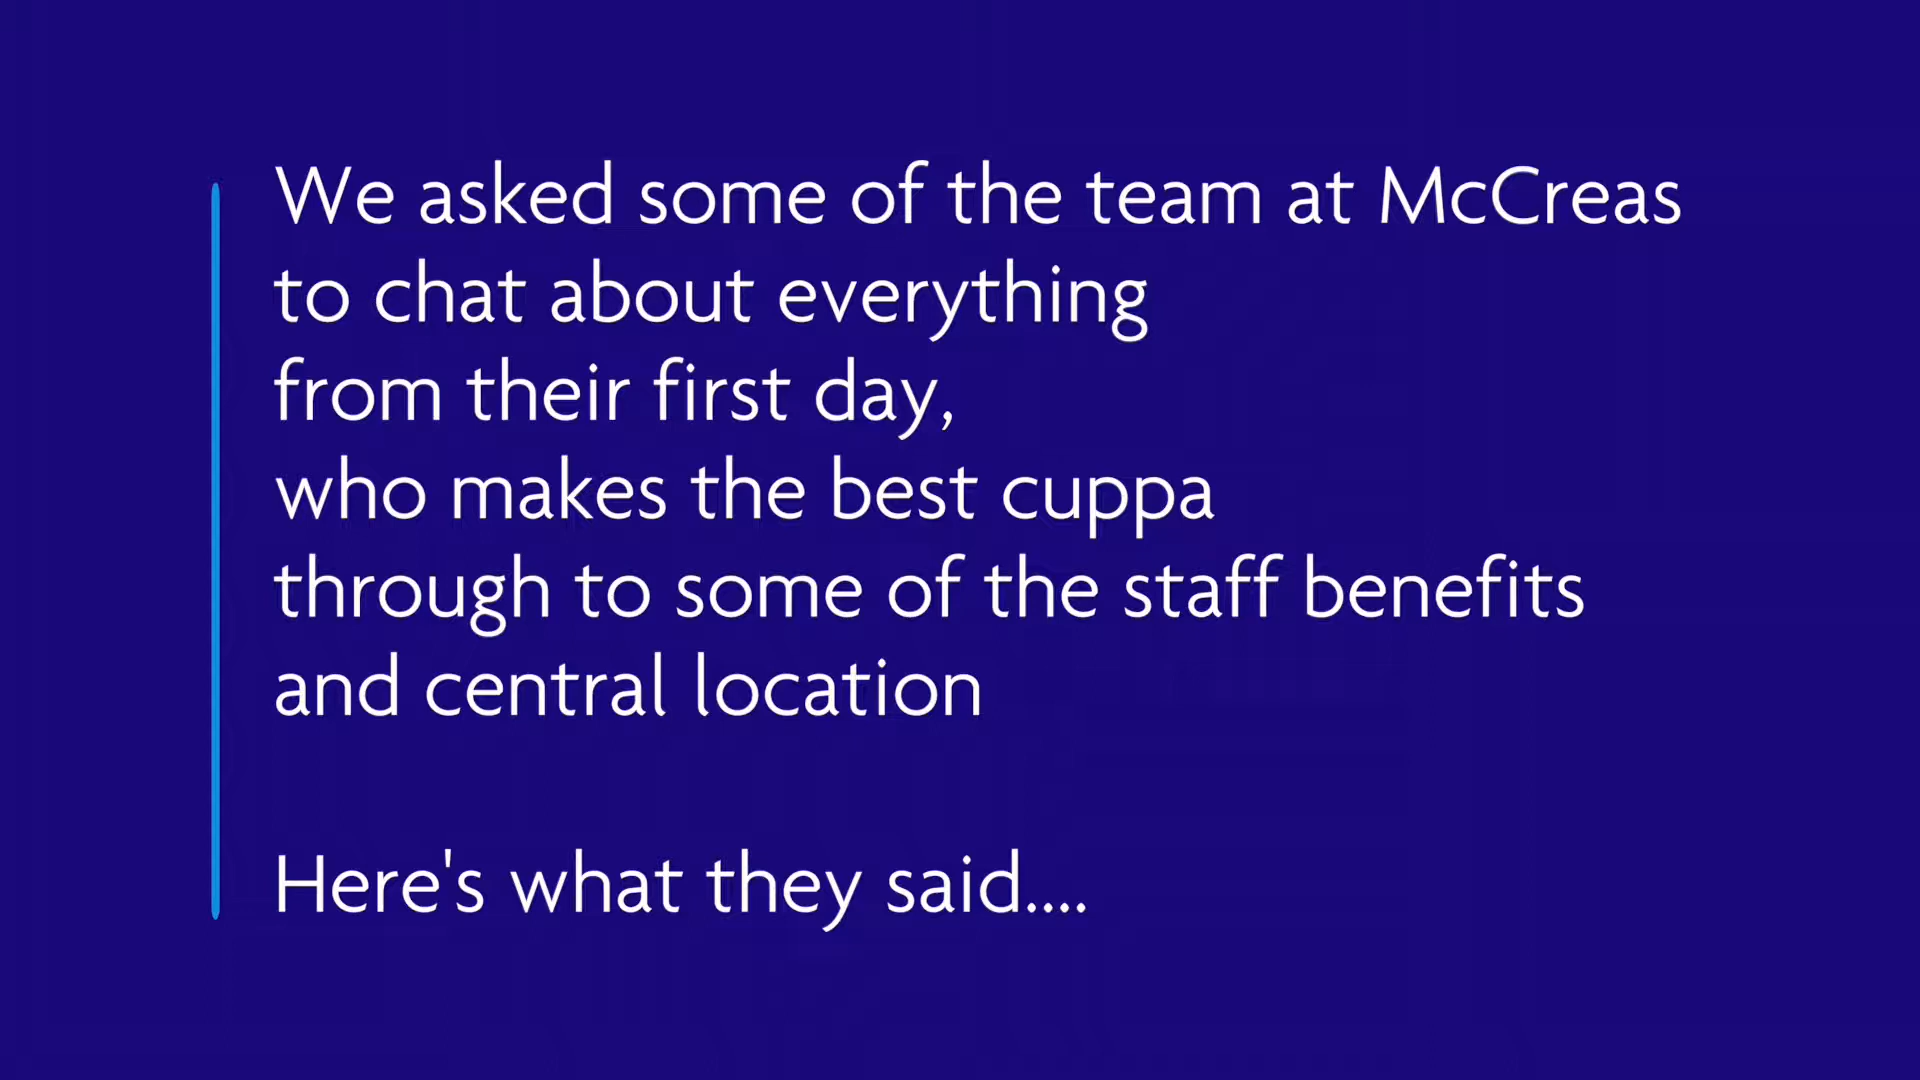 We asked some of the team at McCreas
to chat about everything
from their first day,
who makes the best cuppa
through to some of the staff benefits
and central location
Here's what they said....